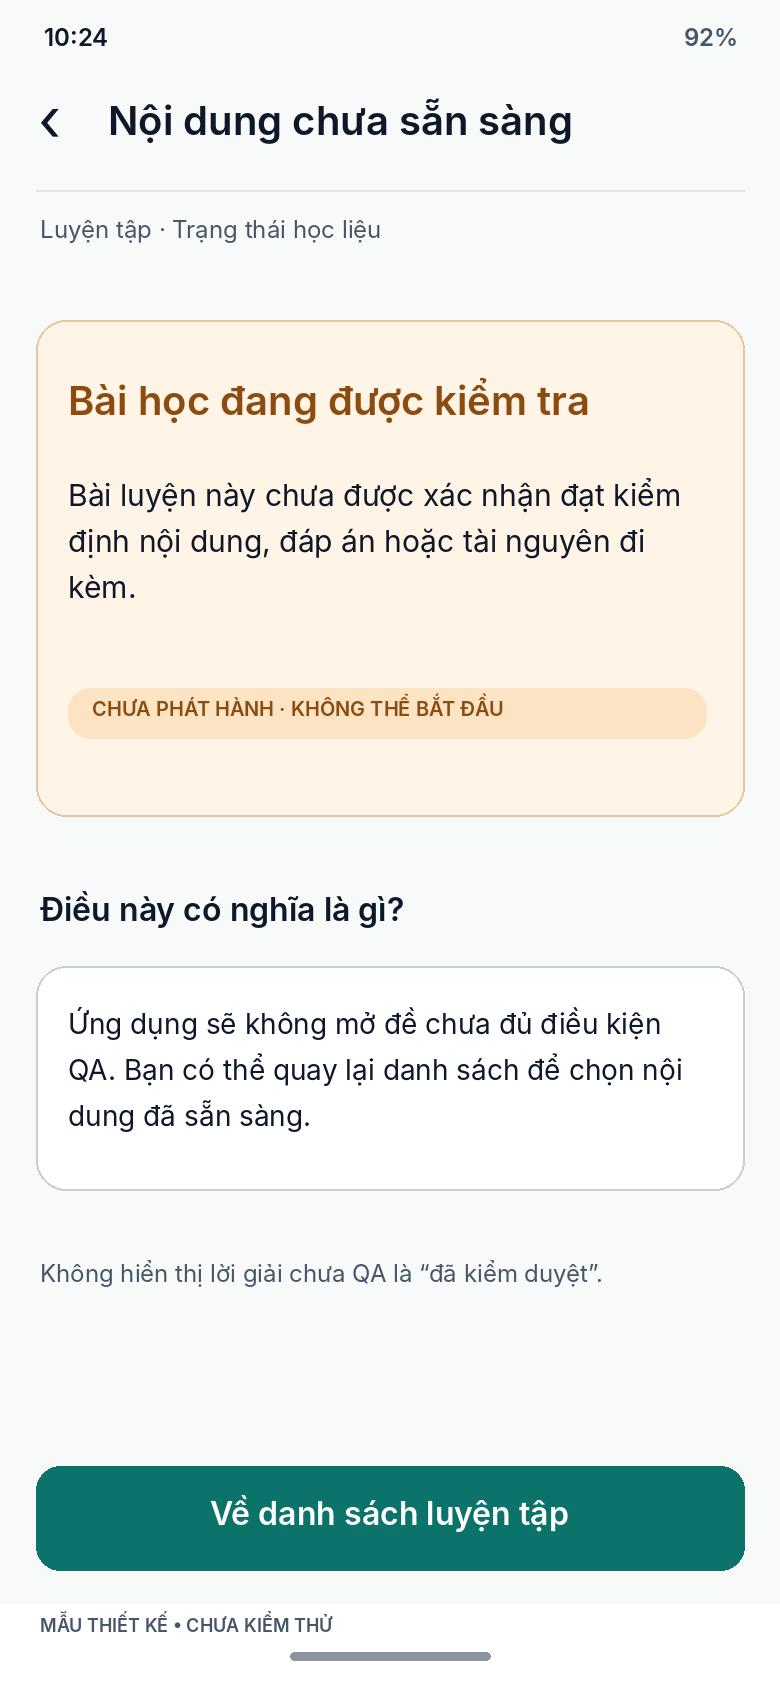 10:24
92%
‹ Nội dung chưa sẵn sàng
Luyện tập · Trạng thái học liệu
Bài học đang được kiểm tra
Bài luyện này chưa được xác nhận đạt kiểm
định nội dung, đáp án hoặc tài nguyên đi
kèm.
CHƯA PHÁT HÀNH · KHÔNG THỂ BẮT ĐẦU
Điều này có nghĩa là gì?
Ứng dụng sẽ không mở đề chưa đủ điều kiện
QA. Bạn có thể quay lại danh sách để chọn nội
dung đã sẵn sàng.
Không hiển thị lời giải chưa QA là “đã kiểm duyệt”.
Về danh sách luyện tập
MẪU THIẾT KẾ • CHƯA KIỂM THỬ